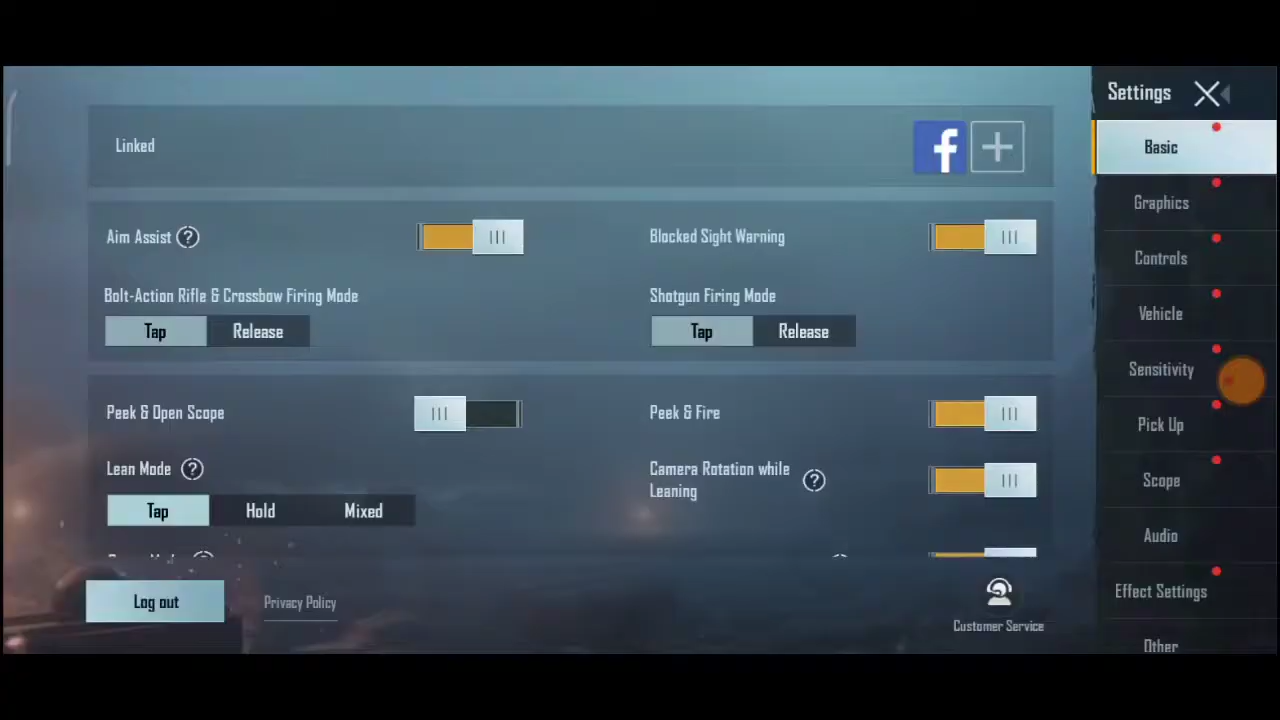 Settings
Linked
Basic
Graphics
Controls
Vehicle
Sensitivity
Pick Up
Scope
Audio
Effect Settings
Other
Aim Assist ?
Blocked Sight Warning
Bolt-Action Rifle & Crossbow Firing Mode
Tap Release
Shotgun Firing Mode
Tap Release
Peek & Open Scope
Peek & Fire
Lean Mode ?
Tap Hold Mixed
Camera Rotation while
Leaning ?
Log out
Privacy Policy
Customer Service